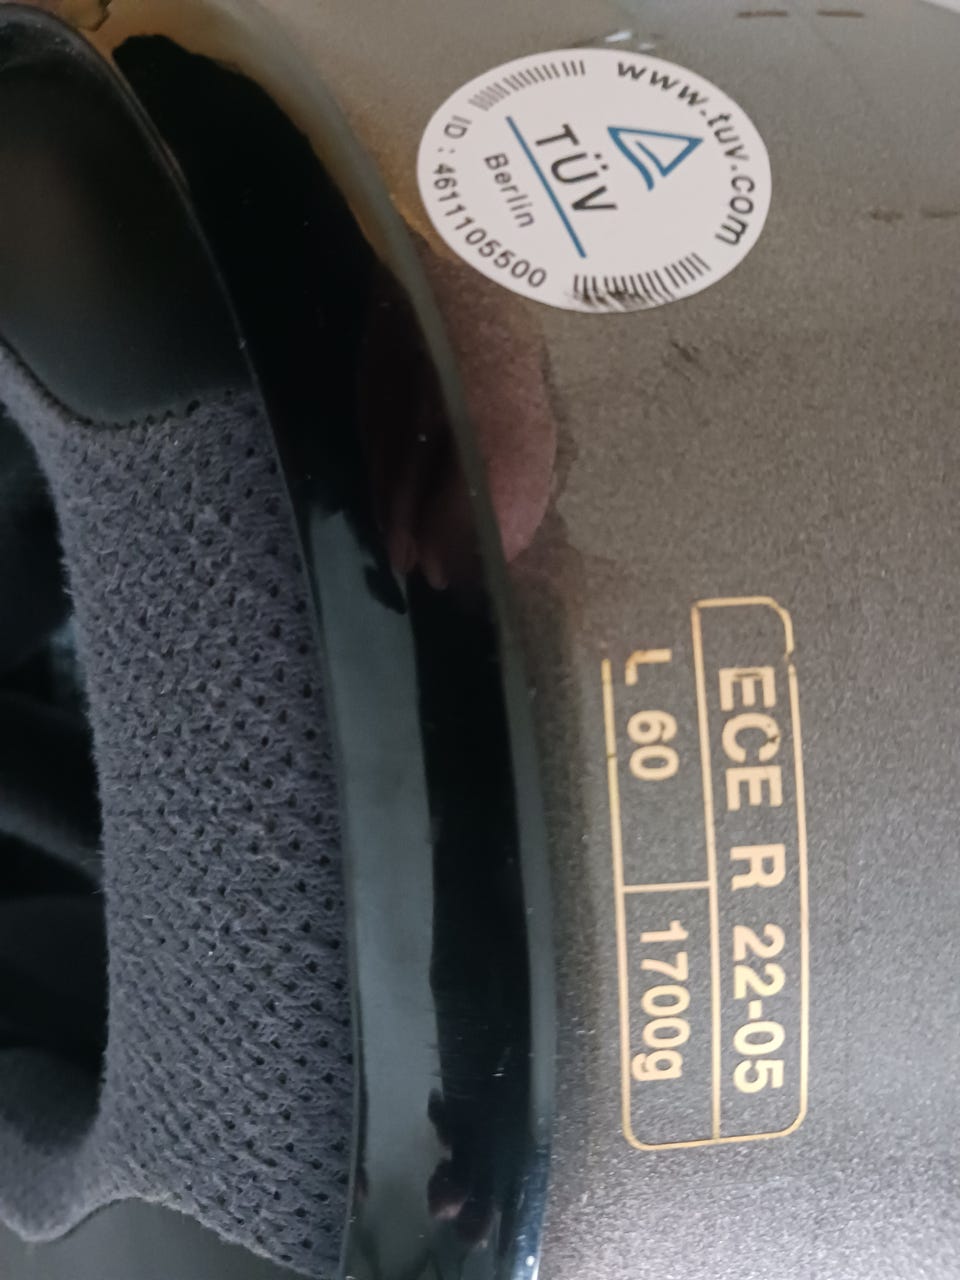 www.tuv.com
TÜV
Berlin
ID : 4611105500
ECE R 22-05
L 60
1700g